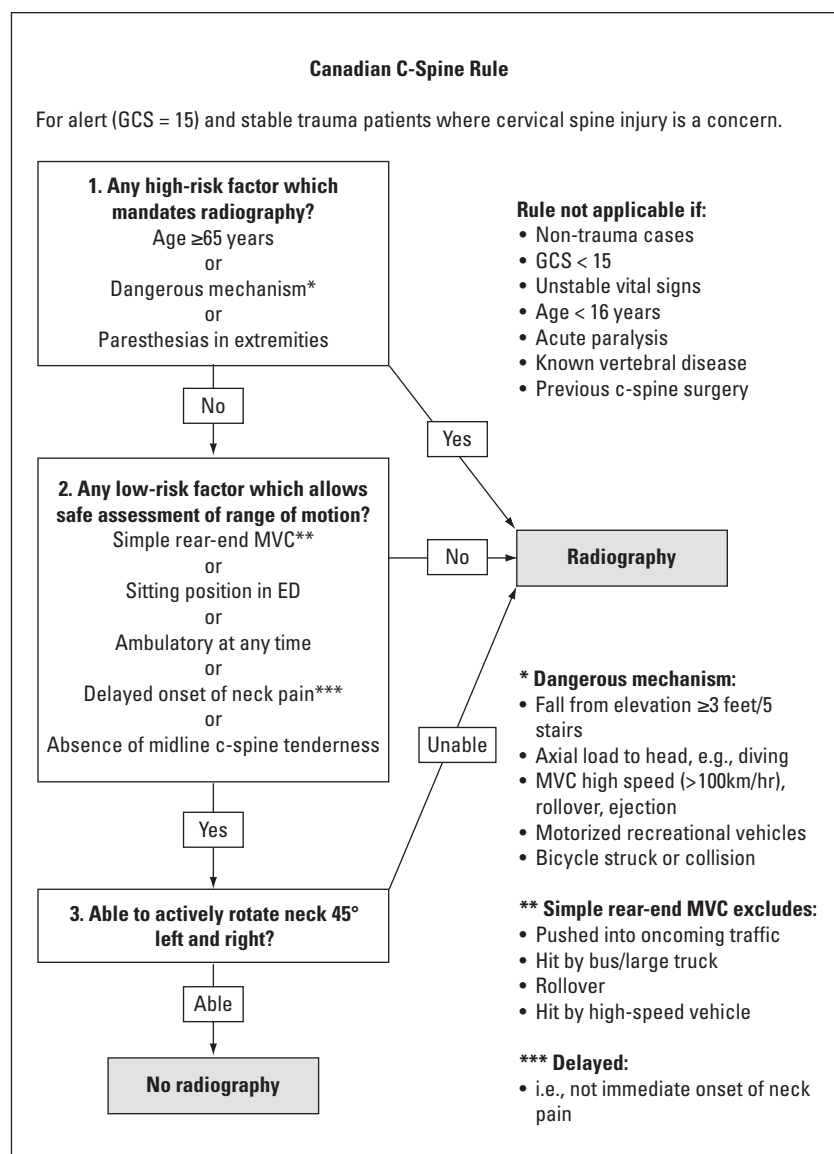 Canadian C-Spine Rule
For alert (GCS = 15) and stable trauma patients where cervical spine injury is a concern.
1. Any high-risk factor which
mandates radiography?
Age ≥65 years
or
Dangerous mechanism*
or
Paresthasias in extremities
Rule not applicable if:
• Non-trauma cases
• GCS < 15
• Unstable vital signs
• Age < 16 years
• Acute paralysis
• Known vertebral disease
• Previous c-spine surgery
No
Yes
2. Any low-risk factor which allows
safe assessment of range of motion?
Simple rear-end MVC**
or
Sitting position in ED
or
Ambulatory at any time
or
Delayed onset of neck pain***
or
Absence of midline c-spine tenderness
No
Radiography
Unable
Yes
3. Able to actively rotate neck 45°
left and right?
Able
No radiography
* Dangerous mechanism:
• Fall from elevation ≥3 feet/5
stairs
• Axial load to head, e.g., diving
• MVC high speed (>100km/hr),
rollover, ejection
• Motorized recreational vehicles
• Bicycle struck or collision
** Simple rear-end MVC excludes:
• Pushed into oncoming traffic
• Hit by bus/large truck
• Rollover
• Hit by high-speed vehicle
*** Delayed:
• i.e., not immediate onset of neck
pain